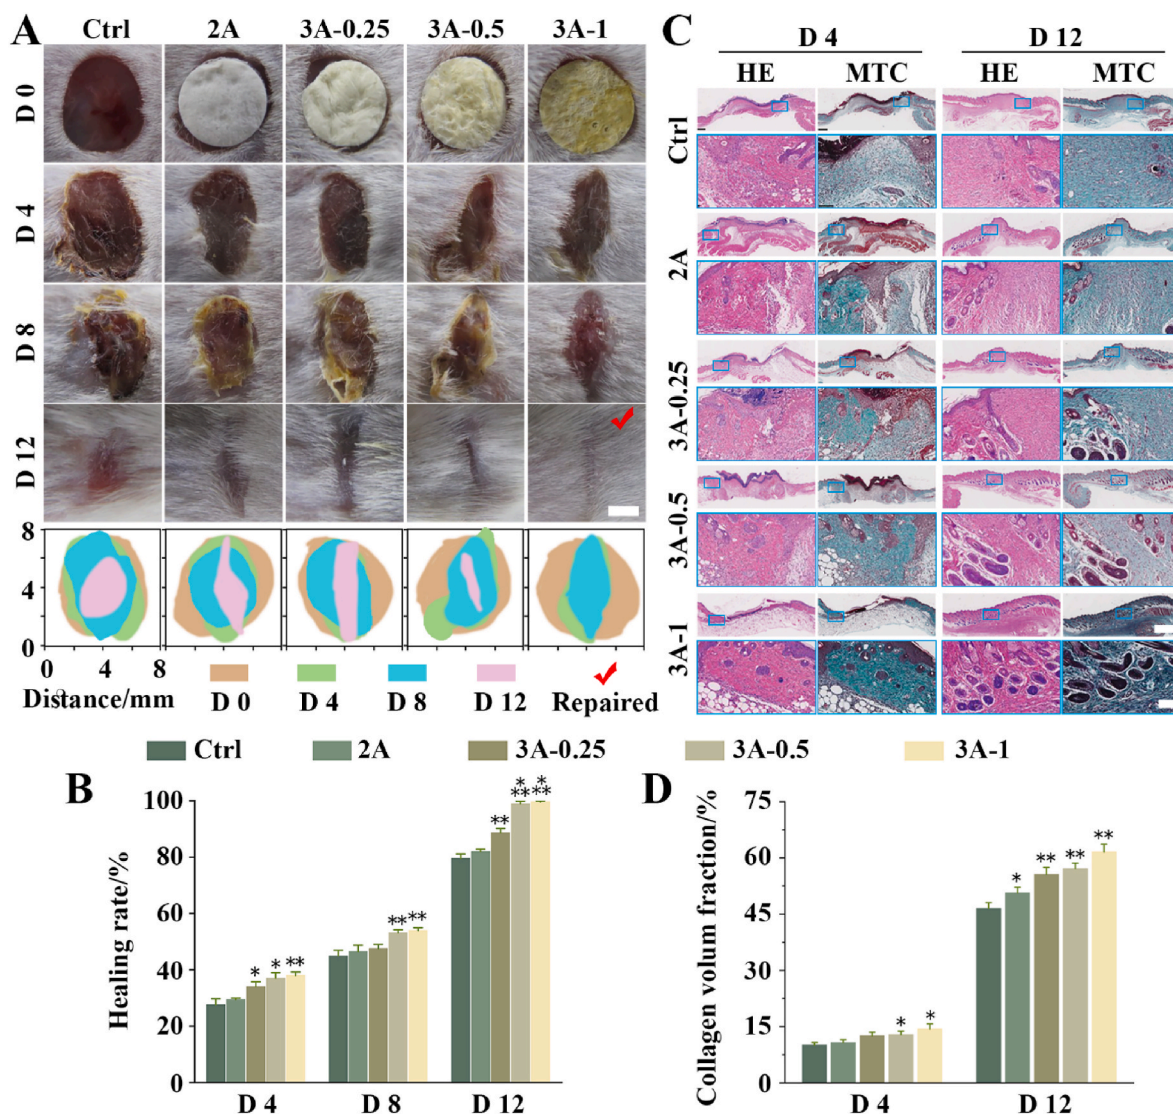 A
Ctrl 2A 3A-0.25 3A-0.5 3A-1
D 0
D 4
D 8
D 12
8
4
0
0 4 8
Distance/mm
D 0 D 4 D 8 D 12 Repaired
C
D 4 D 12
HE MTC HE MTC
Ctrl
2A
3A-0.25
3A-0.5
3A-1
Ctrl 2A 3A-0.25 3A-0.5 3A-1
B
Healing rate/%
100
80
60
40
20
0
* * **
** **
** *** ***
D 4 D 8 D 12
D
Collagen volum fraction/%
75
60
45
30
15
0
* *
* ** ** **
D 4 D 12